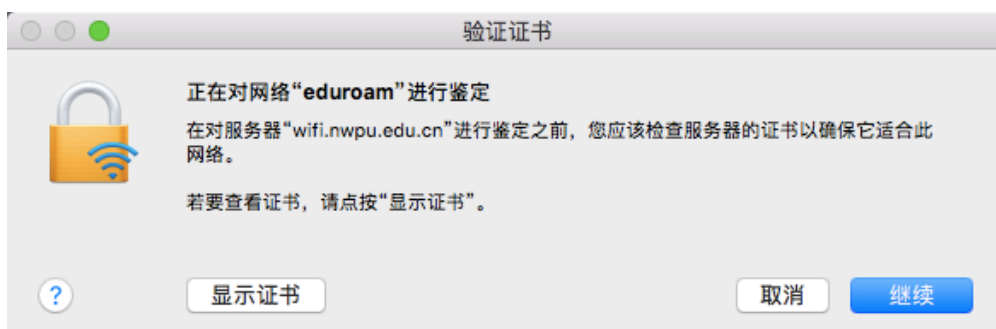 验证证书
正在对网络“eduroam”进行鉴定
在对服务器“wifi.nwpu.edu.cn”进行鉴定之前，您应该检查服务器的证书以确保它适合此
网络。
若要查看证书，请点按“显示证书”。
?
显示证书
取消
继续